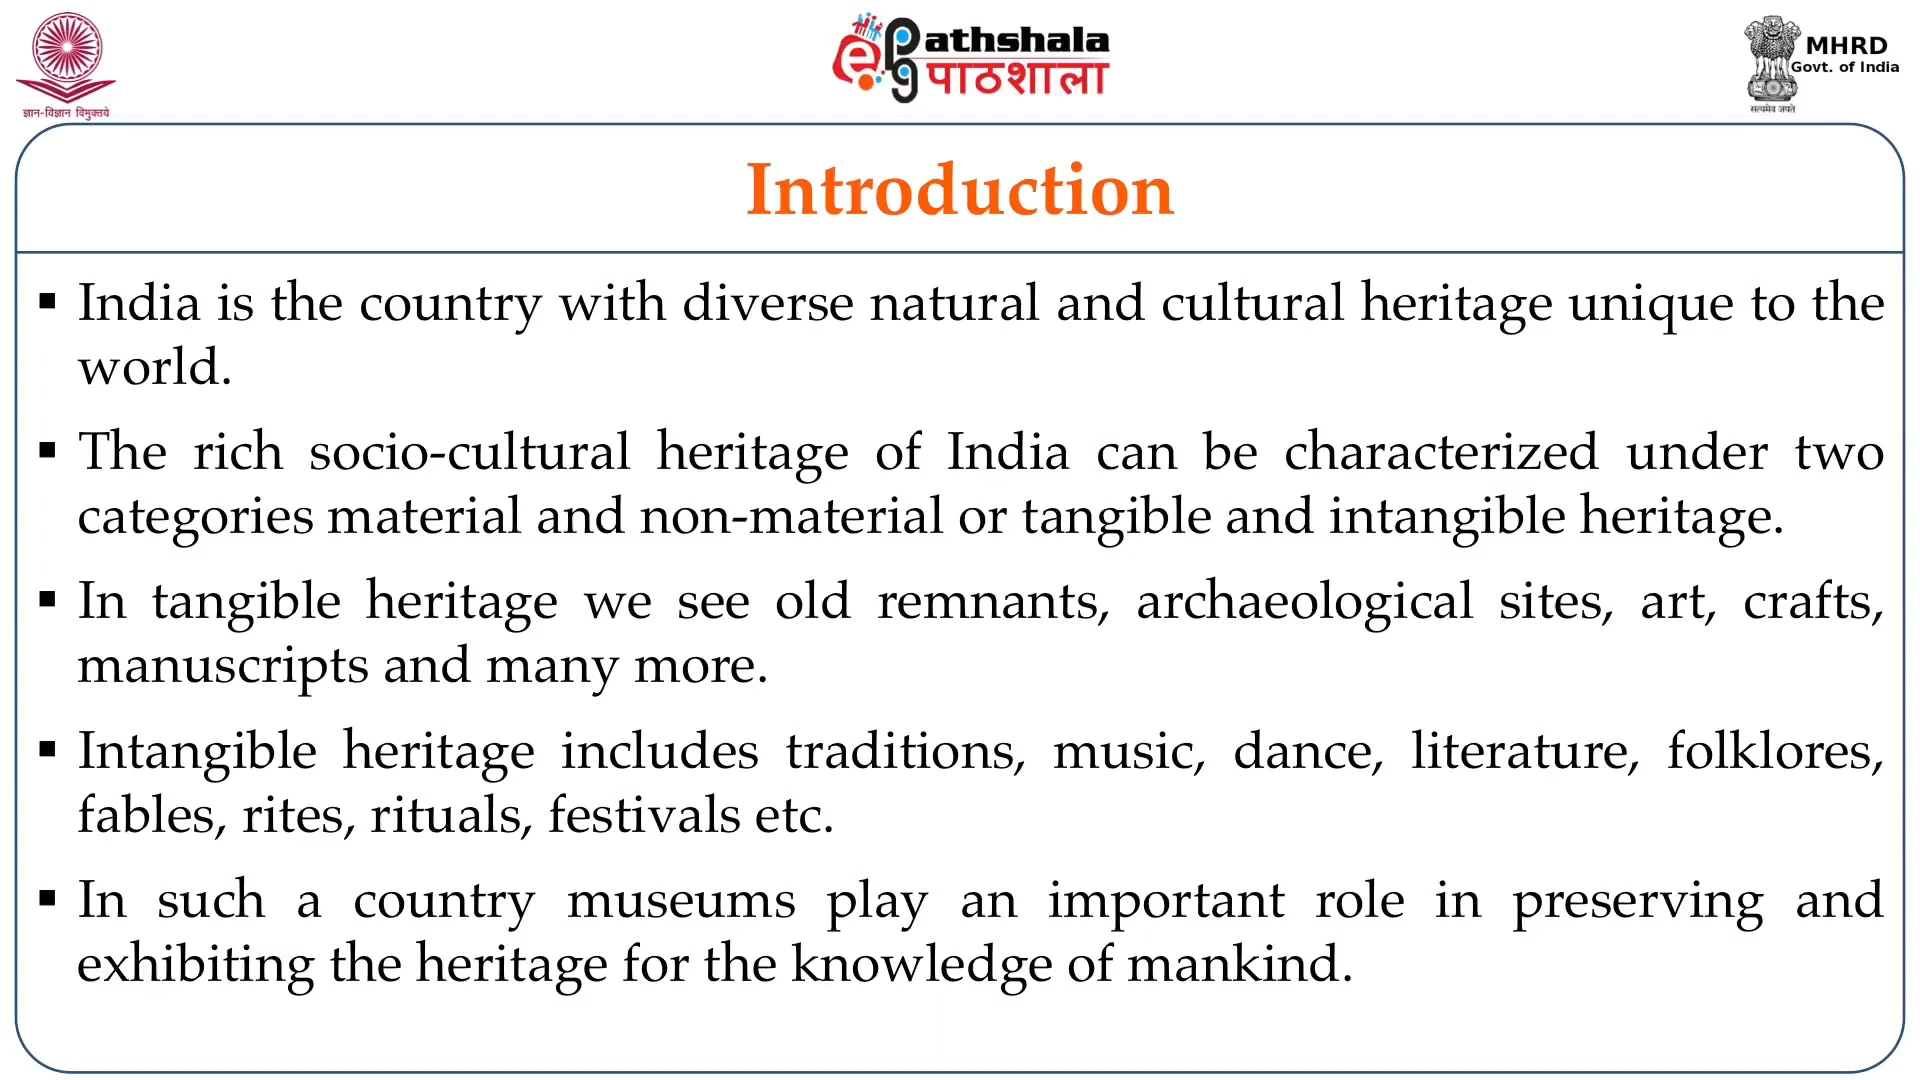 ज्ञान-विज्ञान विमुक्तये
e pg athshala
पाठशाला
MHRD
Govt. of India
सत्यमेव जयते
Introduction
▪ India is the country with diverse natural and cultural heritage unique to the
world.
▪ The rich socio-cultural heritage of India can be characterized under two
categories material and non-material or tangible and intangible heritage.
▪ In tangible heritage we see old remnants, archaeological sites, art, crafts,
manuscripts and many more.
▪ Intangible heritage includes traditions, music, dance, literature, folklores,
fables, rites, rituals, festivals etc.
▪ In such a country museums play an important role in preserving and
exhibiting the heritage for the knowledge of mankind.